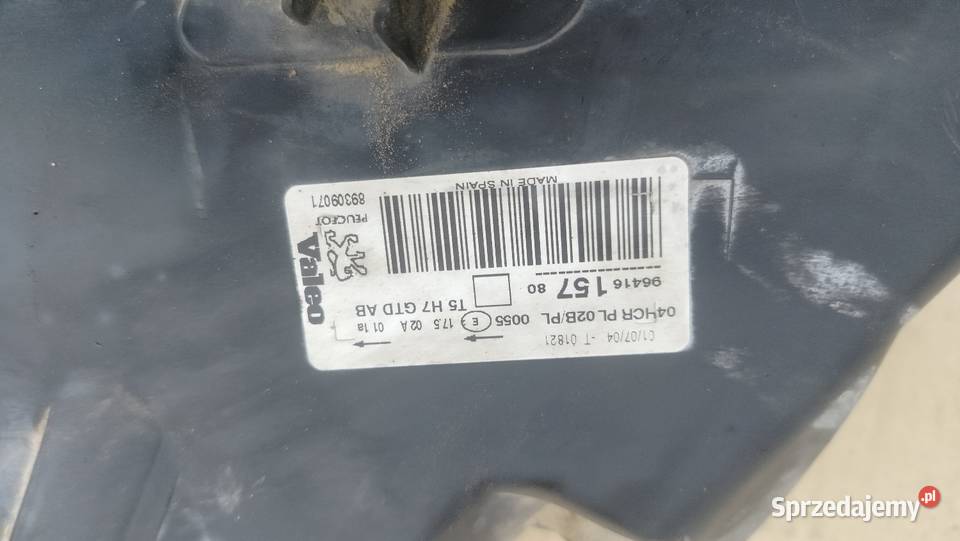 01/07/04 -T 01821
04HCR PL 02B/PL 0055 E 17.5 02A 01.1a
T5 H7 GTD AB
96416 157 80
Valeo
PEUGEOT
89309071
MADE IN SPAIN
Sprzedajemy.pl